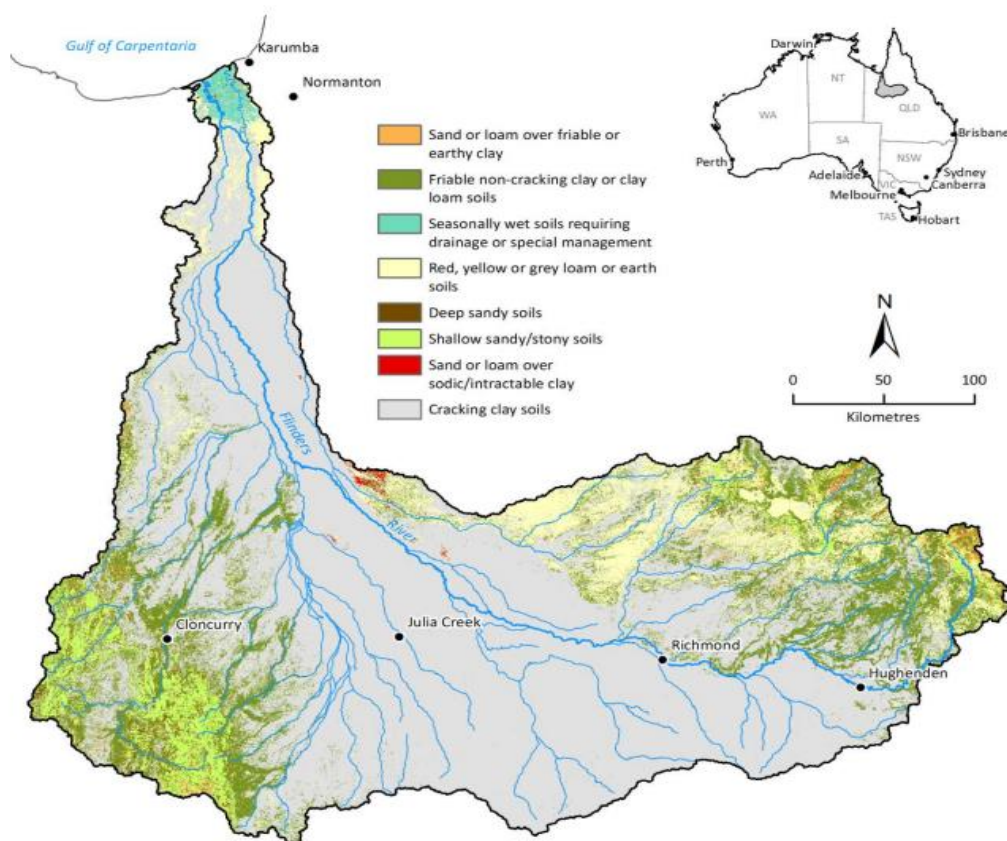 Gulf of Carpentaria
Karumba
Normanton
Sand or loam over friable or
earthy clay
Friable non-cracking clay or clay
loam soils
Seasonally wet soils requiring
drainage or special management
Red, yellow or grey loam or earth
soils
Deep sandy soils
Shallow sandy/stony soils
Sand or loam over
sodic/intractable clay
Cracking clay soils
Darwin
NT
WA
QLD
SA
Brisbane
Perth
NSW
Adelaide
Sydney
Canberra
VIC
Melbourne
TAS
Hobart
N
0 50 100
Kilometres
Flinders
River
Cloncurry
Julia Creek
Richmond
Hughenden